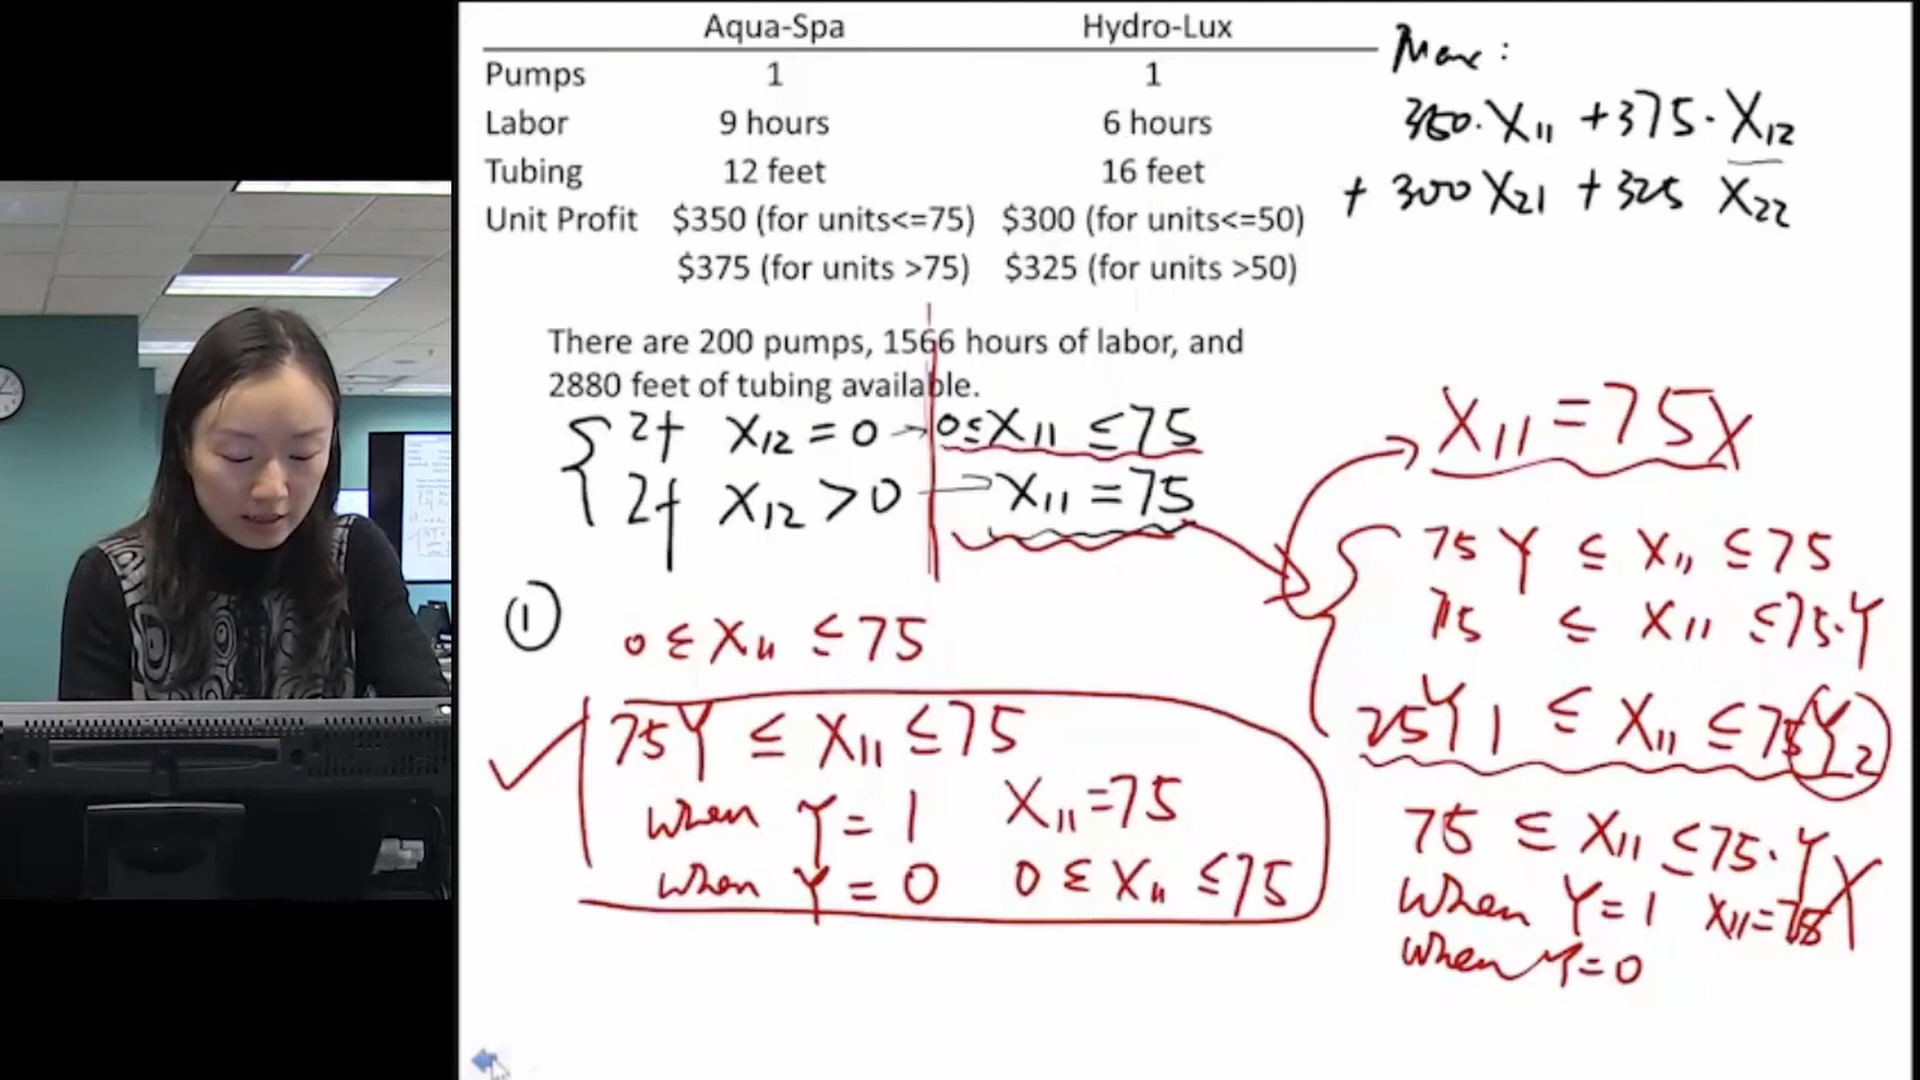 Aqua-Spa Hydro-Lux
Pumps 1 1
Labor 9 hours 6 hours
Tubing 12 feet 16 feet
Unit Profit $350 (for units<=75) $300 (for units<=50)
$375 (for units >75) $325 (for units >50)
There are 200 pumps, 1566 hours of labor, and
2880 feet of tubing available.
Max:
350·X11 +375·X12
+ 300 X21 +325 X22
If X12 = 0 → 0≤X11 ≤75
If X12 > 0 → X11 = 75
① 0 ≤ X11 ≤ 75
75Y ≤ X11 ≤75
when Y = 1 X11=75
when Y = 0 0 ≤ X11 ≤75
X11 = 75 X
75 Y ≤ X11 ≤ 75
75 ≤ X11 ≤75·Y
75Y1 ≤ X11 ≤75Y2
75 ≤ X11 ≤75·Y
when Y = 1 X11=75 X
when Y=0